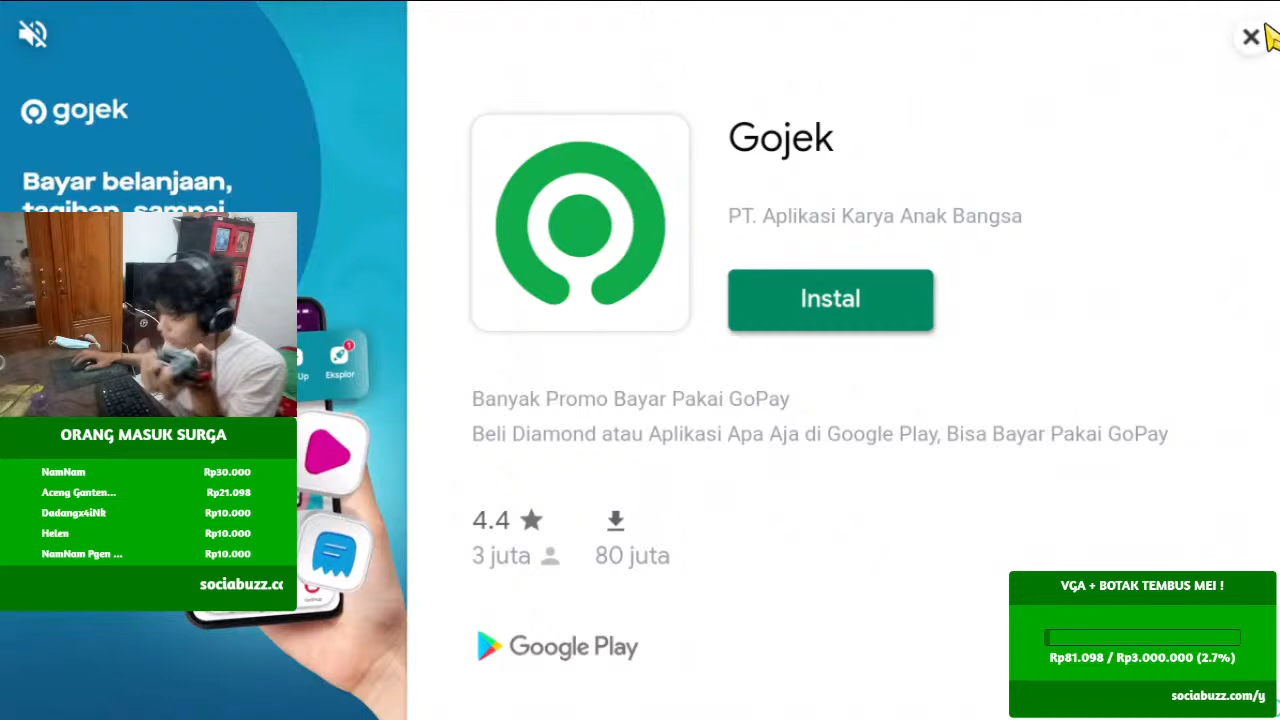 gojek
Bayar belanjaan,
tagihan, sampai
Up
Eksplor
1
Gojek
PT. Aplikasi Karya Anak Bangsa
Instal
Banyak Promo Bayar Pakai GoPay
Beli Diamond atau Aplikasi Apa Aja di Google Play, Bisa Bayar Pakai GoPay
4.4
3 juta
80 juta
Google Play
ORANG MASUK SURGA
NamNam Rp30.000
Aceng Ganten... Rp21.098
Dadangx4iNk Rp10.000
Helen Rp10.000
NamNam Pgen ... Rp10.000
sociabuzz.cc
VGA + BOTAK TEMBUS MEI !
Rp81.098 / Rp3.000.000 (2.7%)
sociabuzz.com/y